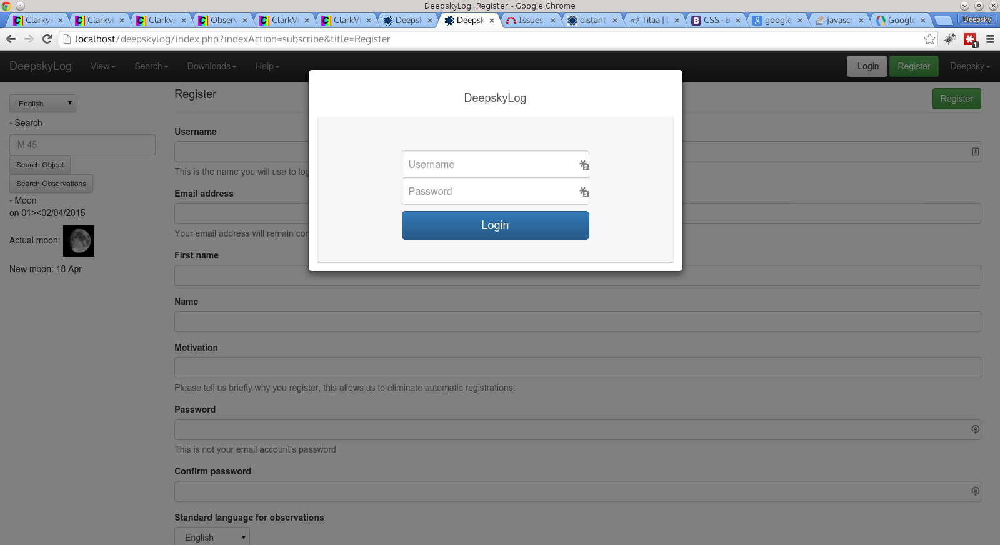 DeepskyLog: Register - Google Chrome
Clarkvi
Clarkvi
Clarkvi
Observ
ClarkVi
ClarkVi
Deepsk
Deepsk
Issues
distant
Tilaa | L
CSS · B
google
javascr
Google
Deepsky
localhost/deepskylog/index.php?indexAction=subscribe&title=Register
1
DeepskyLog
View
Search
Downloads
Help
Login
Register
Deepsky
English
- Search
M 45
Search Object
Search Observations
- Moon
on 01><02/04/2015
Actual moon:
New moon: 18 Apr
Register
Register
Username
This is the name you will use to log
Email address
Your email address will remain con
First name
Name
Motivation
Please tell us briefly why you register, this allows us to eliminate automatic registrations.
Password
This is not your email account's password
Confirm password
Standard language for observations
English
DeepskyLog
Username
2
Password
2
Login